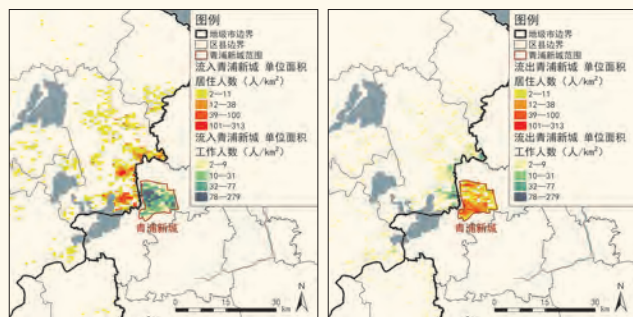 图例
地级市边界
区县边界
青浦新城范围
流入青浦新城 单位面积
居住人数（人/km²）
2—11
12—38
39—100
101—313
流入青浦新城 单位面积
工作人数（人/km²）
2—9
10—31
32—77
78—279
青浦新城
0 15 30
km
N
图例
地级市边界
区县边界
青浦新城范围
流出青浦新城 单位面积
居住人数（人/km²）
2—11
12—38
39—100
101—313
流出青浦新城 单位面积
工作人数（人/km²）
2—9
10—31
32—77
78—279
青浦新城
0 15 30
km
N